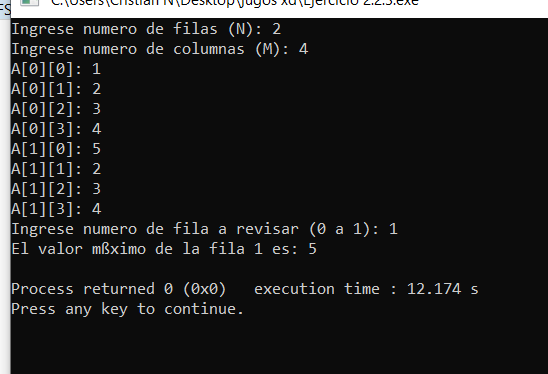 C:\Users\Cristian N\Desktop\jugos xd\Ejercicio 2.2.3.exe
Ingrese numero de filas (N): 2
Ingrese numero de columnas (M): 4
A[0][0]: 1
A[0][1]: 2
A[0][2]: 3
A[0][3]: 4
A[1][0]: 5
A[1][1]: 2
A[1][2]: 3
A[1][3]: 4
Ingrese numero de fila a revisar (0 a 1): 1
El valor mßximo de la fila 1 es: 5
Process returned 0 (0x0)   execution time : 12.174 s
Press any key to continue.